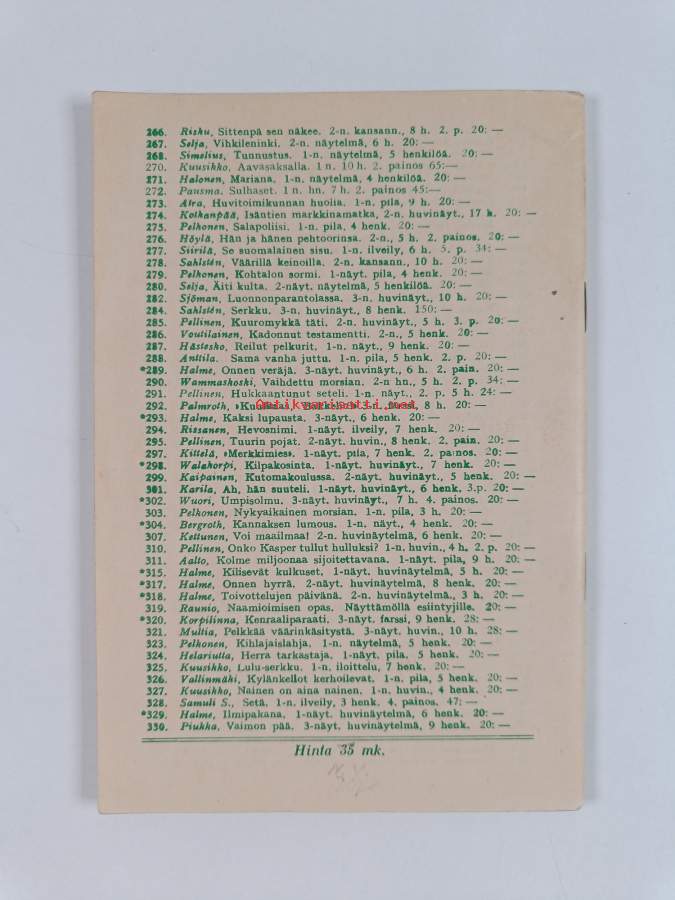 266. Risku, Sittenpä sen näkee. 2-n. kansann., 8 h. 2. p. 20: —
267. Selja, Vihkileninki. 2-n. näytelmä, 6 h. 20: —
268. Simelius, Tunnustus. 1-n. näytelmä, 5 henkilöä. 20: —
270. Kuusikko, Aavasaksalla. 1 n. 10 h. 2. painos 65:—
271. Halonen, Mariana. 1-n. näytelmä, 4 henkilöä. 20: —
272. Pausma. Sulhaset. 1 n. hn. 7 h. 2. painos 45:—
273. Aira, Huvitoimikunnan huolia. 1-n. pila, 9 h. 20: —
274. Koikanpää, Isäntien markkinamatka, 2-n. huvinäyt., 17 h. 20: —
275. Pelhonen, Salapoliisi. 1-n. pila, 4 henk. 20: —
276. Höylä, Hän ja hänen pehtoorinsa. 2-n., 5 h. 2. painos. 20: —
277. Siirilä, Se suomalainen sisu. 1-n. ilveily, 6 h. 5. p. 34: —
278. Sahlstén, Väärillä keinoilla. 2-n. kansann., 10 h. 20: —
279. Pelkonen, Kohtalon sormi. 1-näyt. pila, 4 henk. 20: —
280. Selja, Äiti kulta. 2-näyt. näytelmä, 5 henkilöä. 20: —
282. Sjöman, Luonnonparantolassa. 3-n. huvinäyt., 10 h. 20: —
284. Sahlstén, Serkku. 3-n. huvinäyt., 8 henk. 150: —
285. Pellinen, Kuuromykkä täti. 2-n. huvinäyt., 5 h. 3. p. 20: —
286. Voutilainen, Kadonnut testamentti. 2-n., 5 henk. 20: —
287. Hästesko, Reilut pelkurit. 1-n. näyt., 9 henk. 20: —
288. Anttila. Sama vanha juttu. 1-n. pila, 5 henk. 2. p. 20: —
*289. Halme, Onnen veräjä. 3-näyt. huvinäyt., 6 h. 2. pain. 20: —
290. Wammaskoski, Vaihdettu morsian. 2-n hn., 5 h. 2. p. 34: —
291. Pellinen, Hukkaantunut seteli. 1-n. näyt., 2. p. 5 h. 24: —
292. Palmroth, 3-n. farssi, 8 h. 20: —
*293. Halme, Kaksi lupausta. 3-näyt., 6 henk. 20: —
294. Rissanen, Hevosnimi. 1-näyt. ilveily, 7 henk. 20: —
295. Pellinen, Tuurin pojat. 2-näyt. huvin., 8 henk. 2. pain. 20: —
297. Kittelä, »Merkkimies». 1-näyt. pila, 7 henk. 2. painos. 20: —
*298. Walakorpi, Kilpakosinta. 1-näyt. huvinäyt., 7 henk. 20: —
299. Kaipainen, Kutomakoulussa. 2-näyt. huvinäyt., 5 henk. 20: —
301. Karila, Ah, hän suuteli. 1-näyt. huvinäyt., 6 henk. 3.p. 20: —
*302. Wuori, Umpisolmu. 3-näyt. huvinäyt., 7 h. 4. painos. 20: —
303. Pelkonen, Nykyaikainen morsian. 1-n. pila, 3 h. 20: —
*304. Bergroth, Kannaksen lumous. 1-n. näyt., 4 henk. 20: —
307. Kettunen, Voi maailmaa! 2-n. huvinäytelmä, 6 henk. 20: —
310. Pellinen, Onko Kasper tullut hulluksi? 1-n. huvin., 4 h. 2. p. 20: —
311. Aalto, Kolme miljoonaa sijoitettavana. 1-näyt. pila, 9 h. 20: —
*315. Halme, Kilisevät kulkuset. 1-näyt. huvinäytelmä, 5 h. 20: —
*317. Halme, Onnen hyrrä. 2-näyt. huvinäytelmä, 8 henk. 20: —
*318. Halme, Toivottelujen päivänä. 2-n. huvinäytelmä., 3 h. 20: —
319. Raunio, Naamioimisen opas. Näyttämöllä esiintyjille. 20: —
*320. Korpilinna, Kenraaliparaati. 3-näyt. farssi, 9 henk. 28: —
321. Multia, Pelkkää väärinkäsitystä. 3-näyt. huvin., 10 h. 28: —
323. Pelkonen, Kihlajaislahja. 1-n. näytelmä, 5 henk. 20: —
324. Helariutta, Herra tarkastaja. 1-näyt. pila, 5 henk. 20: —
325. Kuusikko, Lulu-serkku. 1-n. iloittelu, 7 henk. 20: —
326. Vallinmäki, Kylänkellot kerhoilevat. 1-n. pila, 5 henk. 20: —
327. Kuusikko, Nainen on aina nainen. 1-n. huvin., 4 henk. 20: —
328. Samuli S., Setä. 1-n. ilveily, 3 henk. 4. painos. 47: —
*329. Halme, Ilmipakana. 1-näyt. huvinäytelmä, 6 henk. 20: —
330. Piukka, Vaimon pää. 3-näyt. huvinäytelmä, 9 henk. 20: —
Hinta 35 mk.